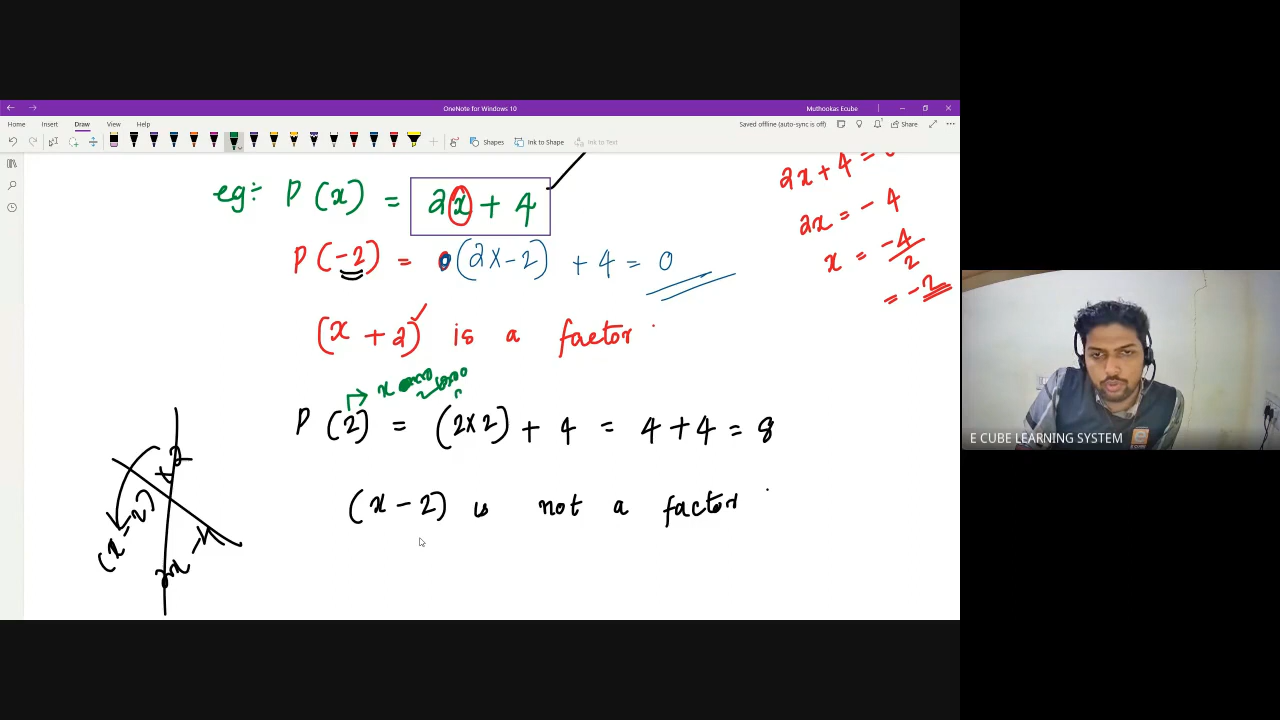 OneNote for Windows 10
Muthookas Ecube
Home Insert Draw View Help
Saved offline (auto-sync is off)
Share
Shapes
Ink to Shape
Ink to Text
eg:- P(x) = 2x + 4
P(-2) = (2x-2) + 4 = 0
(x + 2) is a factor
P(2) = (2x2) + 4 = 4 + 4 = 8
(x - 2) is not a factor
2x + 4 =
2x = -4
x = -4/2
= -2
(x-2)
E CUBE LEARNING SYSTEM